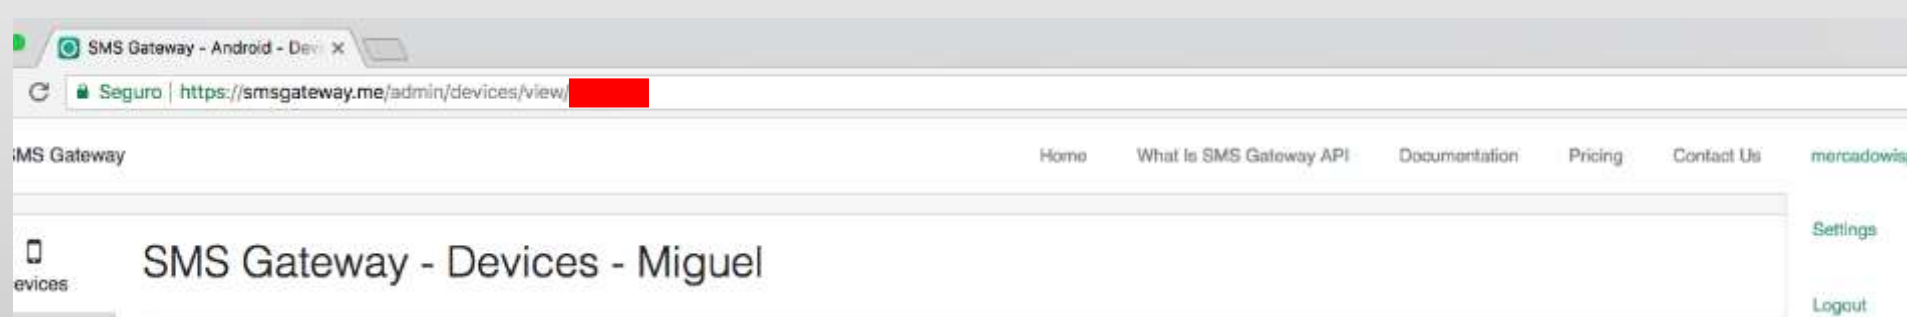 SMS Gateway - Android - Dev
Seguro | https://smsgateway.me/admin/devices/view/
MS Gateway Home What Is SMS Gateway API Documentation Pricing Contact Us mercadowis
Settings
SMS Gateway - Devices - Miguel
evices
Logout